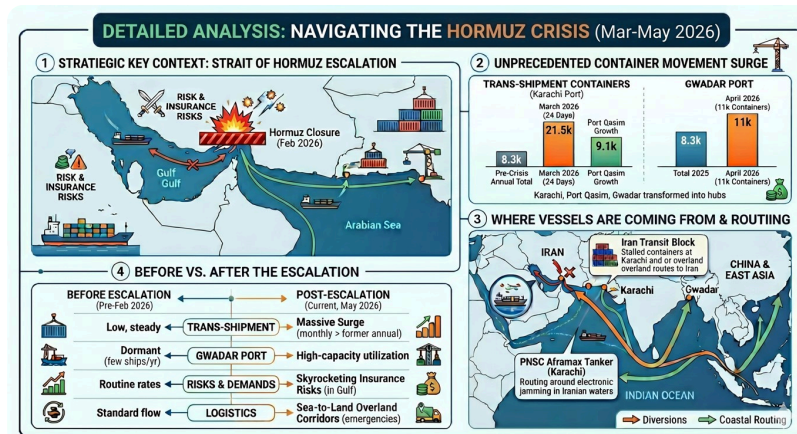 DETAILED ANALYSIS: NAVIGATING THE HORMUZ CRISIS (Mar-May 2026)
1 STRATIEGIC KEY CONTEXT: STRAIT OF HORMUZ ESCALATION
RISK &
INSURANCE
RISKS
Hormuz Closure
(Feb 2026)
RISK &
INSURANCE
RISKS
Gulf
Gulf
Arabian Sea
2 UNPRECEDENTED CONTAINER MOVEMENT SURGE
TRANS-SHIPMENT CONTAINERS
(Karachi Port)
March 2026
(24 Days)
21.5k
Port Qasim
Growth
9.1k
8.3k
Pre-Crisis
Annual Total
March 2026
(24 Days)
Port Qasim
Growth
GWADAR PORT
April 2026
(11k Containers)
11k
8.3k
Total 2025
April 2026
(11k Containers)
Karachi, Port Qasim, Gwadar transformed into hubs
3 WHERE VESSELS ARE COMING FROM & ROUTIING
IRAN
Iran Transit Block
Stalled containers at
Karachi and or overland
overland routes to Iran
CHINA &
EAST ASIA
Karachi
Gwadar
PNSC Aframax Tanker
(Karachi)
Routing around electronic
jamming in Iranian waters
INDIAN OCEAN
Diversions
Coastal Routing
4 BEFORE VS. AFTER THE ESCALATION
BEFORE ESCALATION
(Pre-Feb 2026)
POST-ESCALATION
(Current, May 2026)
Low, steady
TRANS-SHIPMENT
Massive Surge
(monthly > former annual)
Dormant
(few ships/yr)
GWADAR PORT
High-capacity utilization
Routine rates
RISKS & DEMANDS
Skyrocketing Insurance
Risks (in Gulf)
Standard flow
LOGISTICS
Sea-to-Land Overland
Corridors (emergencies)